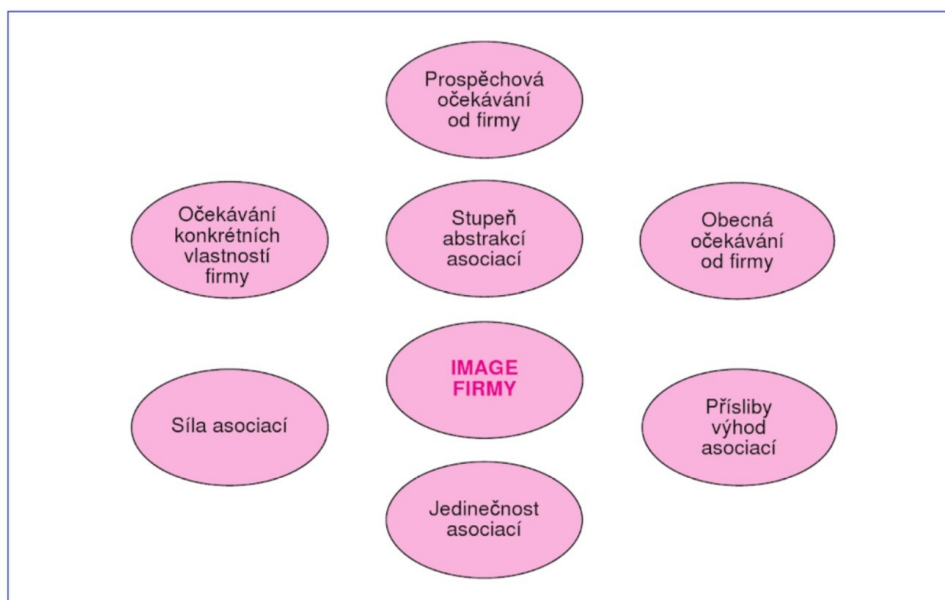 Prospěchová
očekávání
od firmy
Očekávání
konkrétních
vlastností
firmy
Stupeň
abstrakcí
asociací
Obecná
očekávání
od firmy
IMAGE
FIRMY
Síla asociací
Přísliby
výhod
asociací
Jedinečnost
asociací